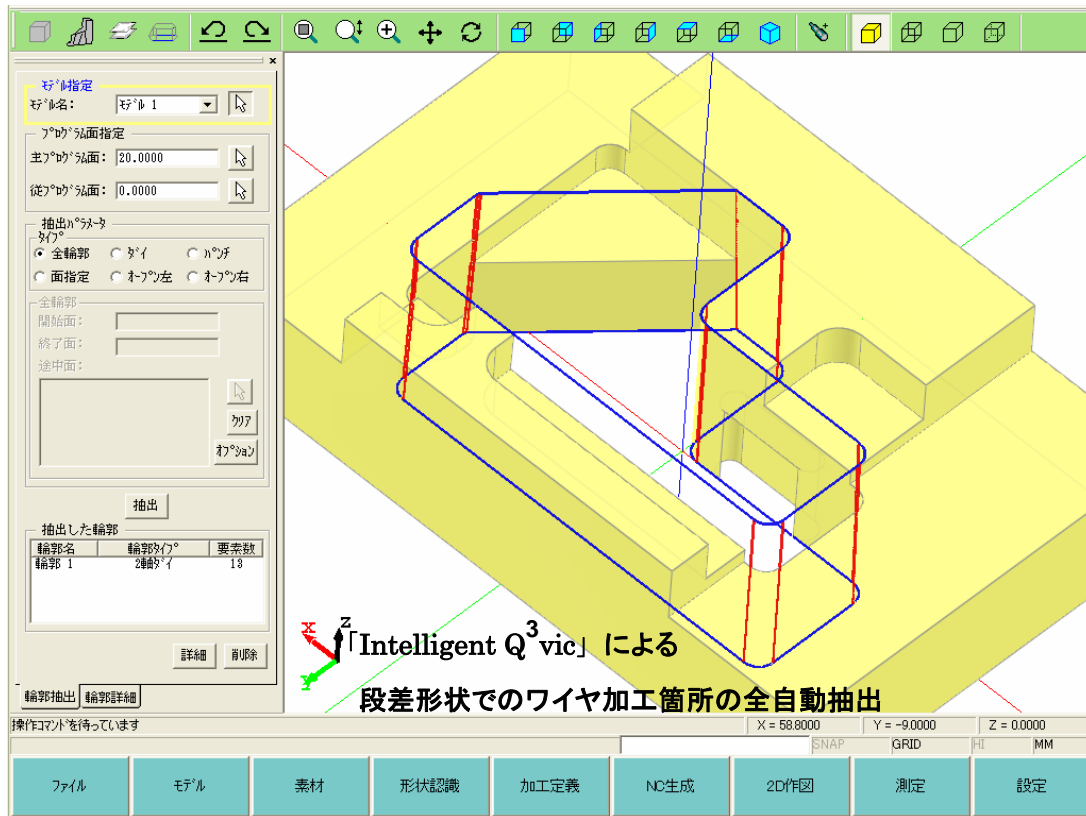 ×
ﾓﾃﾞﾙ指定
ﾓﾃﾞﾙ名: ﾓﾃﾞﾙ 1
ﾌﾟﾛｸﾞﾗﾑ面指定
主ﾌﾟﾛｸﾞﾗﾑ面: 20.0000
従ﾌﾟﾛｸﾞﾗﾑ面: 0.0000
抽出ﾊﾟﾗﾒｰﾀ
ﾀｲﾌﾟ
全輪郭 ﾀﾞｲ ﾊﾟﾝﾁ
面指定 ｵｰﾌﾟﾝ左 ｵｰﾌﾟﾝ右
全輪郭
開始面:
終了面:
途中面:
ｸﾘｱ
ｵﾌﾟｼｮﾝ
抽出
抽出した輪郭
輪郭名 輪郭ﾀｲﾌﾟ 要素数
輪郭 1 2軸ﾀﾞｲ 13
詳細 削除
輪郭抽出 輪郭詳細
X Y Z
「Intelligent Q³vic」による
段差形状でのワイヤ加工箇所の全自動抽出
操作ｺﾏﾝﾄﾞを待っています X = 58.8000 Y = -9.0000 Z = 0.0000
SNAP GRID HI MM
ファイル モデル 素材 形状認識 加工定義 NC生成 2D作図 測定 設定